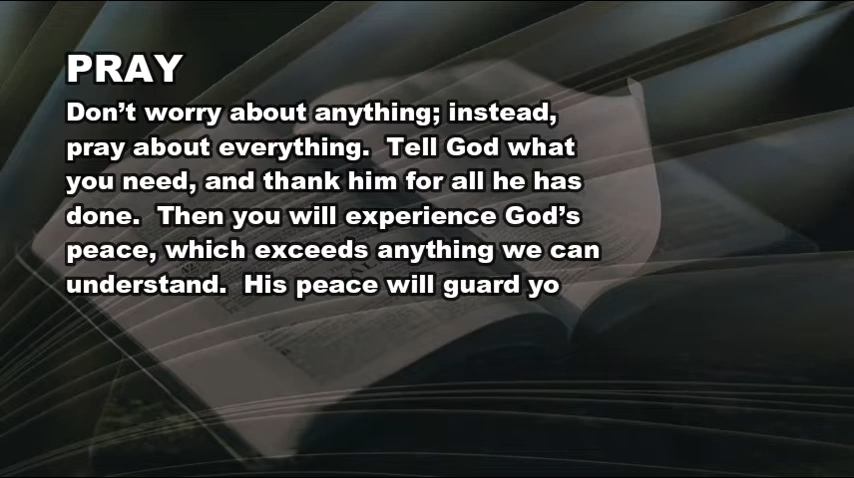 PRAY
Don’t worry about anything; instead,
pray about everything.  Tell God what
you need, and thank him for all he has
done.  Then you will experience God’s
peace, which exceeds anything we can
understand.  His peace will guard yo